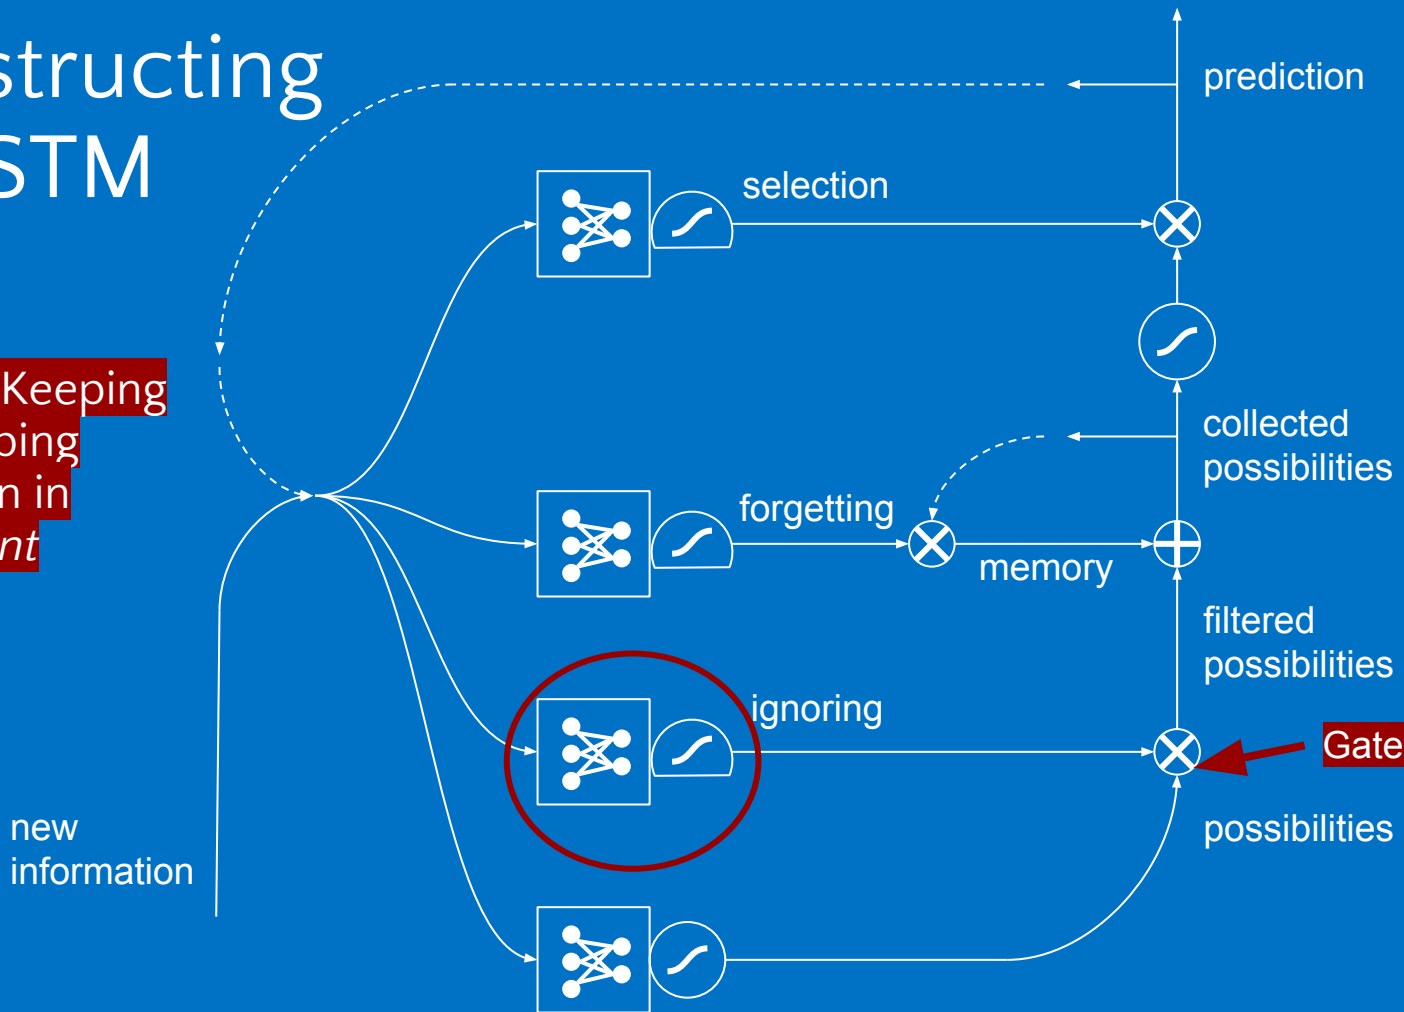 structing
STM
prediction
selection
Keeping
ping
n in
nt
collected
possibilities
forgetting
memory
filtered
possibilities
ignoring
Gate
new
information
possibilities